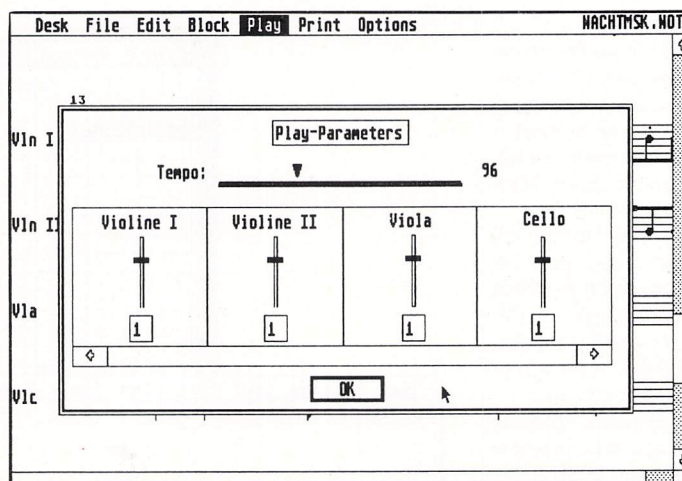 Desk File Edit Block Play Print Options NACHTMSK.NOT
13
Play-Parameters
Vln I
Tempo: 96
Violine I Violine II Viola Cello
Vln II
1 1 1 1
Vla
OK
Vlc